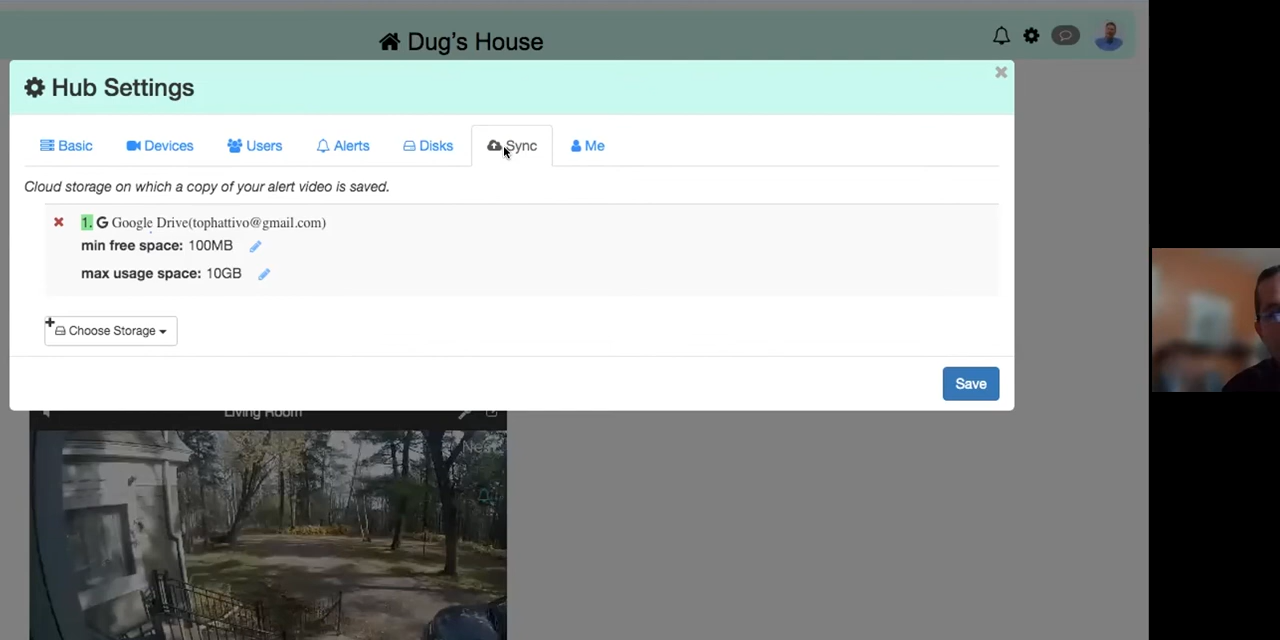 Dug's House
Hub Settings
Basic Devices Users Alerts Disks Sync Me
Cloud storage on which a copy of your alert video is saved.
1. G Google Drive(tophattivo@gmail.com)
min free space: 100MB
max usage space: 10GB
Choose Storage
Save
Living Room